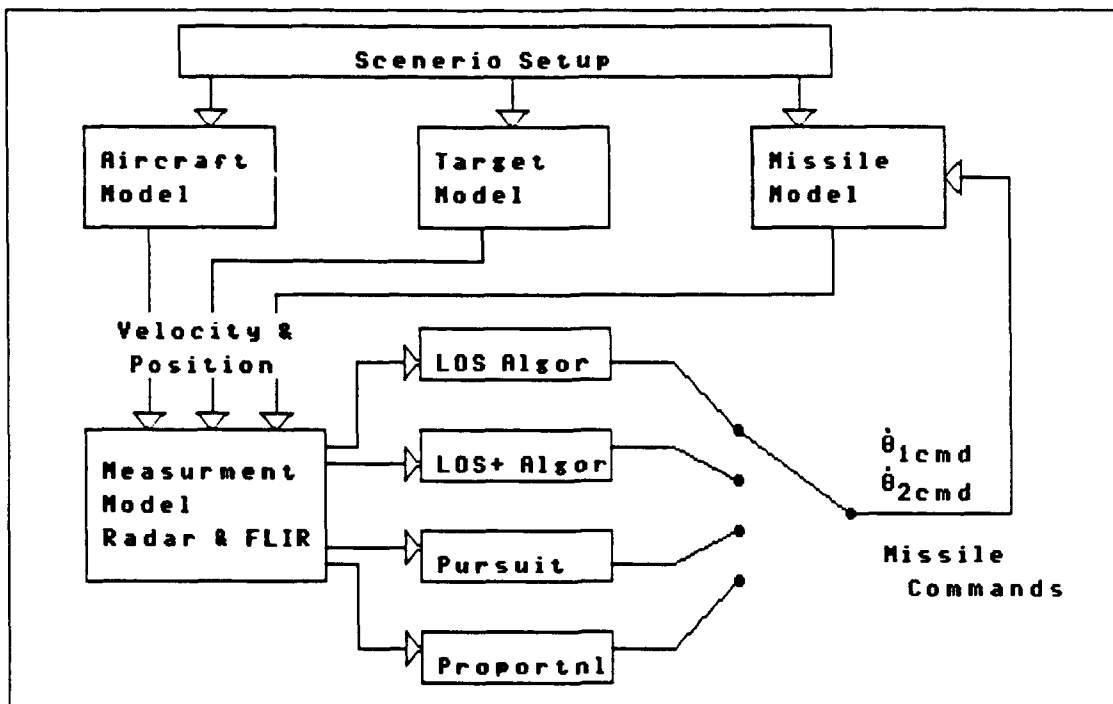 Scenerio Setup
Aircraft
Model
Target
Model
Missile
Model
Velocity &
Position
LOS Algor
LOS+ Algor
Measurment
Model
Radar & FLIR
Pursuit
Proportnl
θ̇1cmd
θ̇2cmd
Missile
Commands